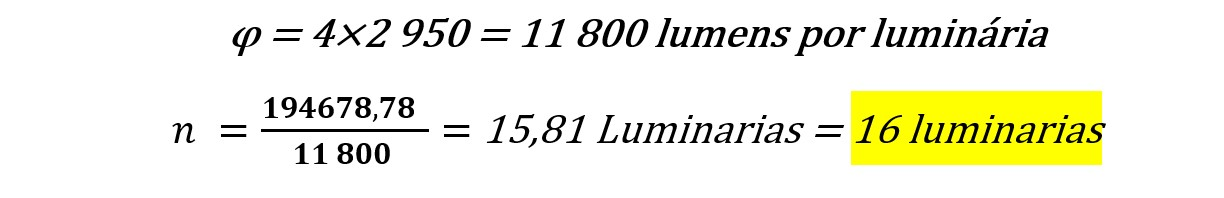 φ = 4×2 950 = 11 800 lumens por luminária
n = 194678,78 / 11 800 = 15,81 Luminarias = 16 luminarias